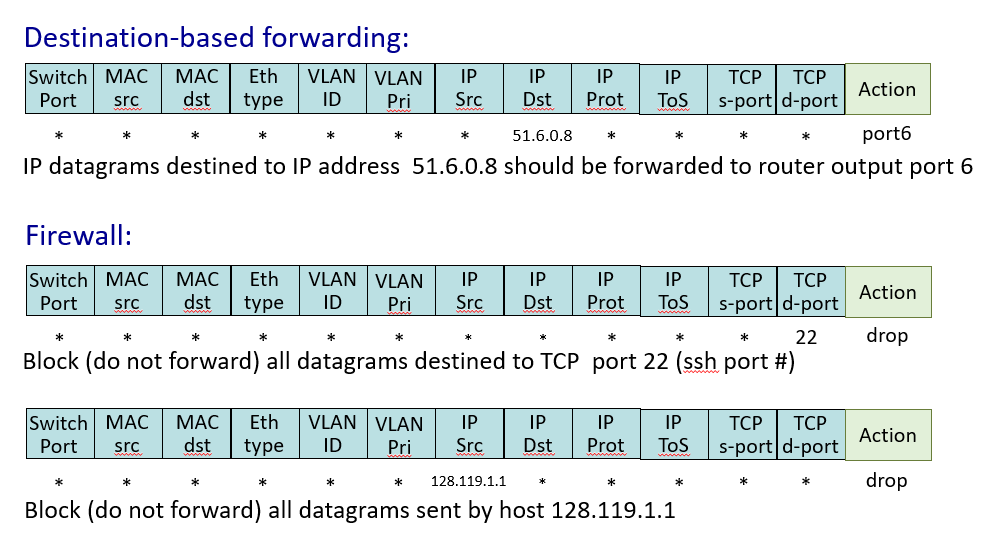 Destination-based forwarding:
Switch Port MAC src MAC dst Eth type VLAN ID VLAN Pri IP Src IP Dst IP Prot IP ToS TCP s-port TCP d-port Action
* * * * * * * 51.6.0.8 * * * * port6
IP datagrams destined to IP address 51.6.0.8 should be forwarded to router output port 6
Firewall:
Switch Port MAC src MAC dst Eth type VLAN ID VLAN Pri IP Src IP Dst IP Prot IP ToS TCP s-port TCP d-port Action
* * * * * * * * * * * 22 drop
Block (do not forward) all datagrams destined to TCP port 22 (ssh port #)
Switch Port MAC src MAC dst Eth type VLAN ID VLAN Pri IP Src IP Dst IP Prot IP ToS TCP s-port TCP d-port Action
* * * * * * 128.119.1.1 * * * * * drop
Block (do not forward) all datagrams sent by host 128.119.1.1